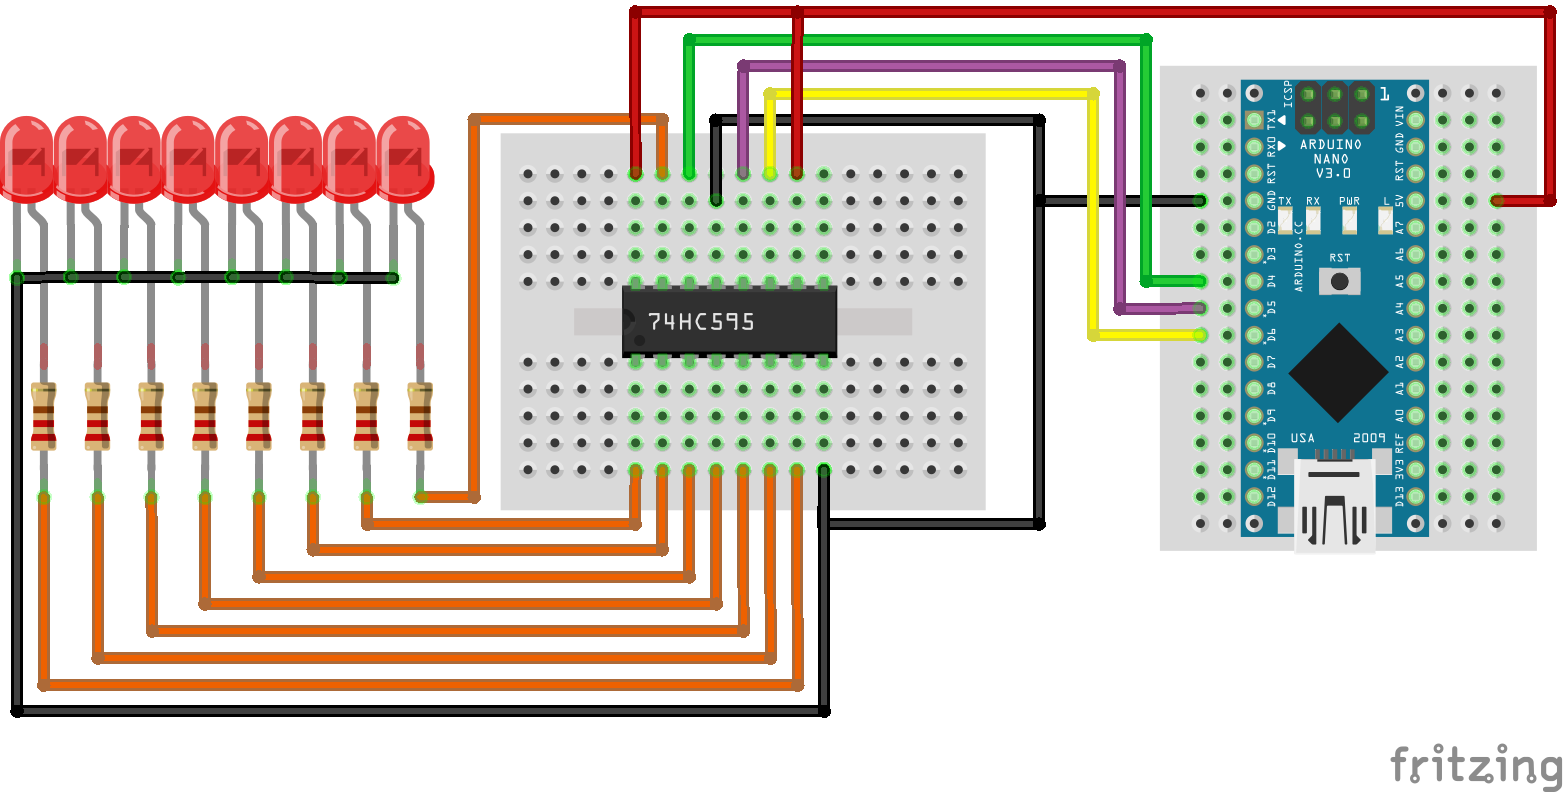 74HC595
ICSP
1
TX1
RX0
RST
GND
D2
D3
D4
D5
D6
D7
D8
D9
D10
D11
D12
ARDUINO
NANO
V3.0
TX
RX
PWR
L
ARDUINO.CC
RST
USA
2009
VIN
GND
RST
5V
A7
A6
A5
A4
A3
A2
A1
A0
REF
3V3
D13
fritzing